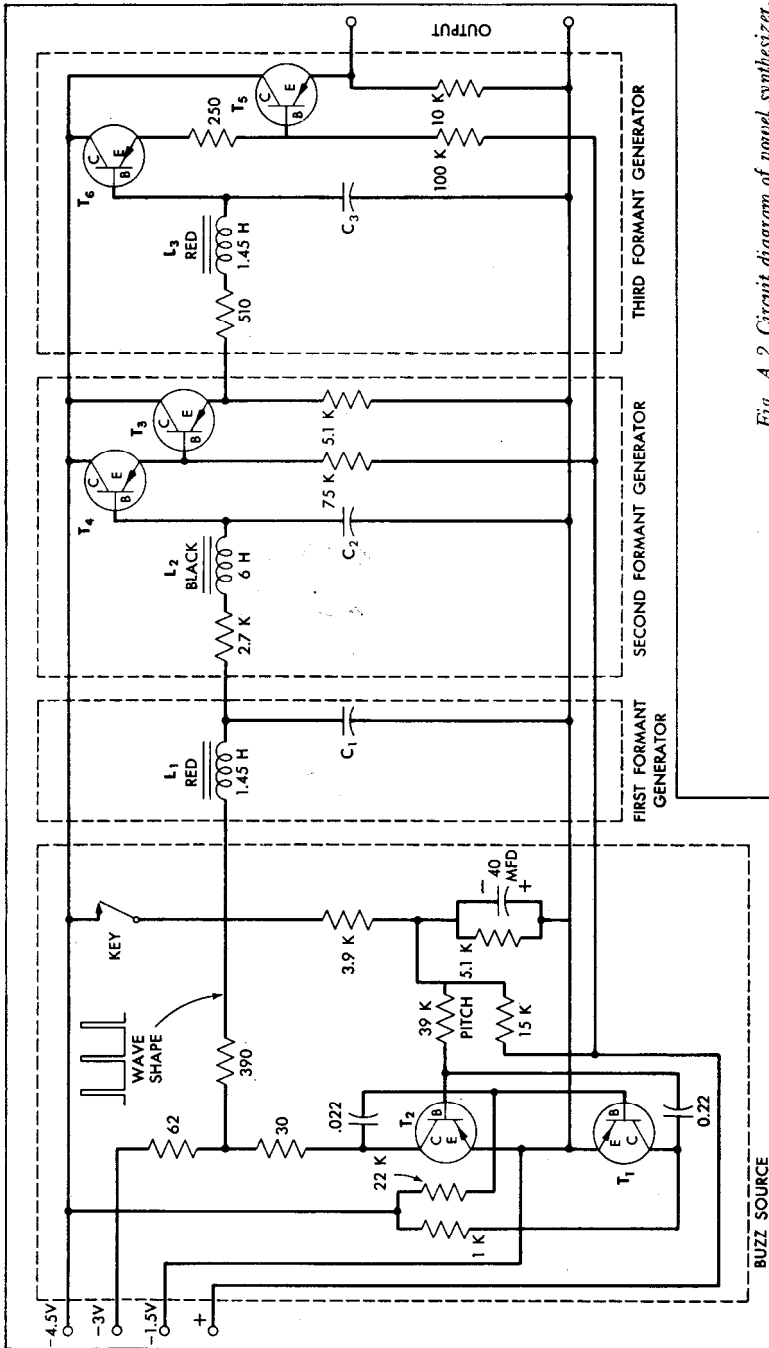 -4.5V
-3V
-1.5V
+
62
30
WAVE
SHAPE
390
KEY
3.9 K
.022
T2
C
E
B
22 K
1 K
39 K
PITCH
15 K
5.1 K
- 40
MFD
+
E
B
C
T1
0.22
BUZZ SOURCE
L1
RED
1.45 H
C1
FIRST FORMANT
GENERATOR
T4
C
E
B
L2
BLACK
6 H
2.7 K
C2
C
E
B
T3
75 K
5.1 K
SECOND FORMANT GENERATOR
T6
C
E
B
L3
RED
1.45 H
510
C3
250
C
E
B
T5
100 K
10 K
OUTPUT
THIRD FORMANT GENERATOR
Fig. A.2 Circuit diagram of vowel synthesizer.